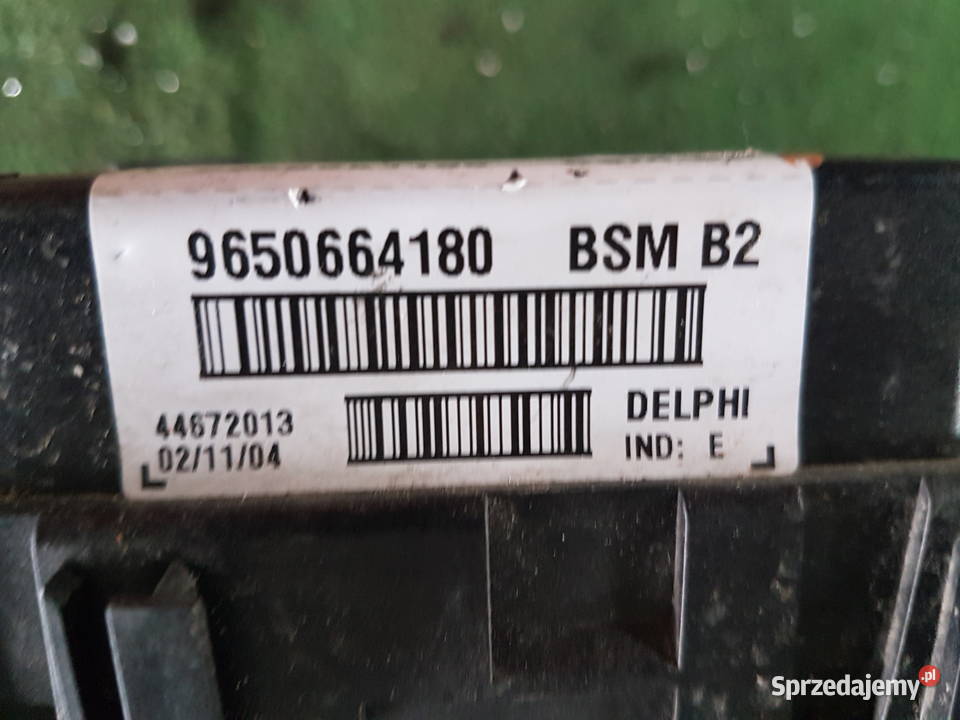 9650664180 BSM B2
44672013
02/11/04
DELPHI
IND: E
Sprzedajemy.pl